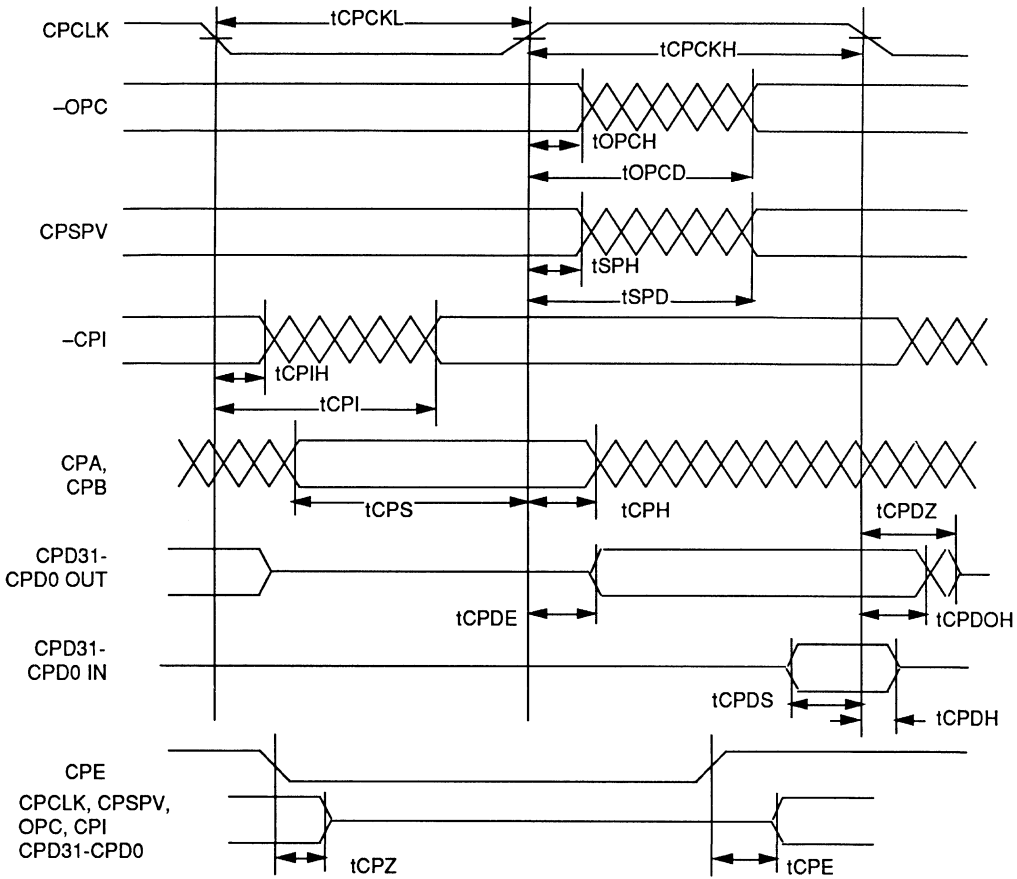 tCPCKL
CPCLK
tCPCKH
–OPC
tOPCH
tOPCD
CPSPV
tSPH
tSPD
–CPI
tCPIH
tCPI
CPA,
CPB
tCPS
tCPH
tCPDZ
CPD31-
CPD0 OUT
tCPDE
tCPDOH
CPD31-
CPD0 IN
tCPDS
tCPDH
CPE
CPCLK, CPSPV,
OPC, CPI
CPD31-CPD0
tCPZ
tCPE